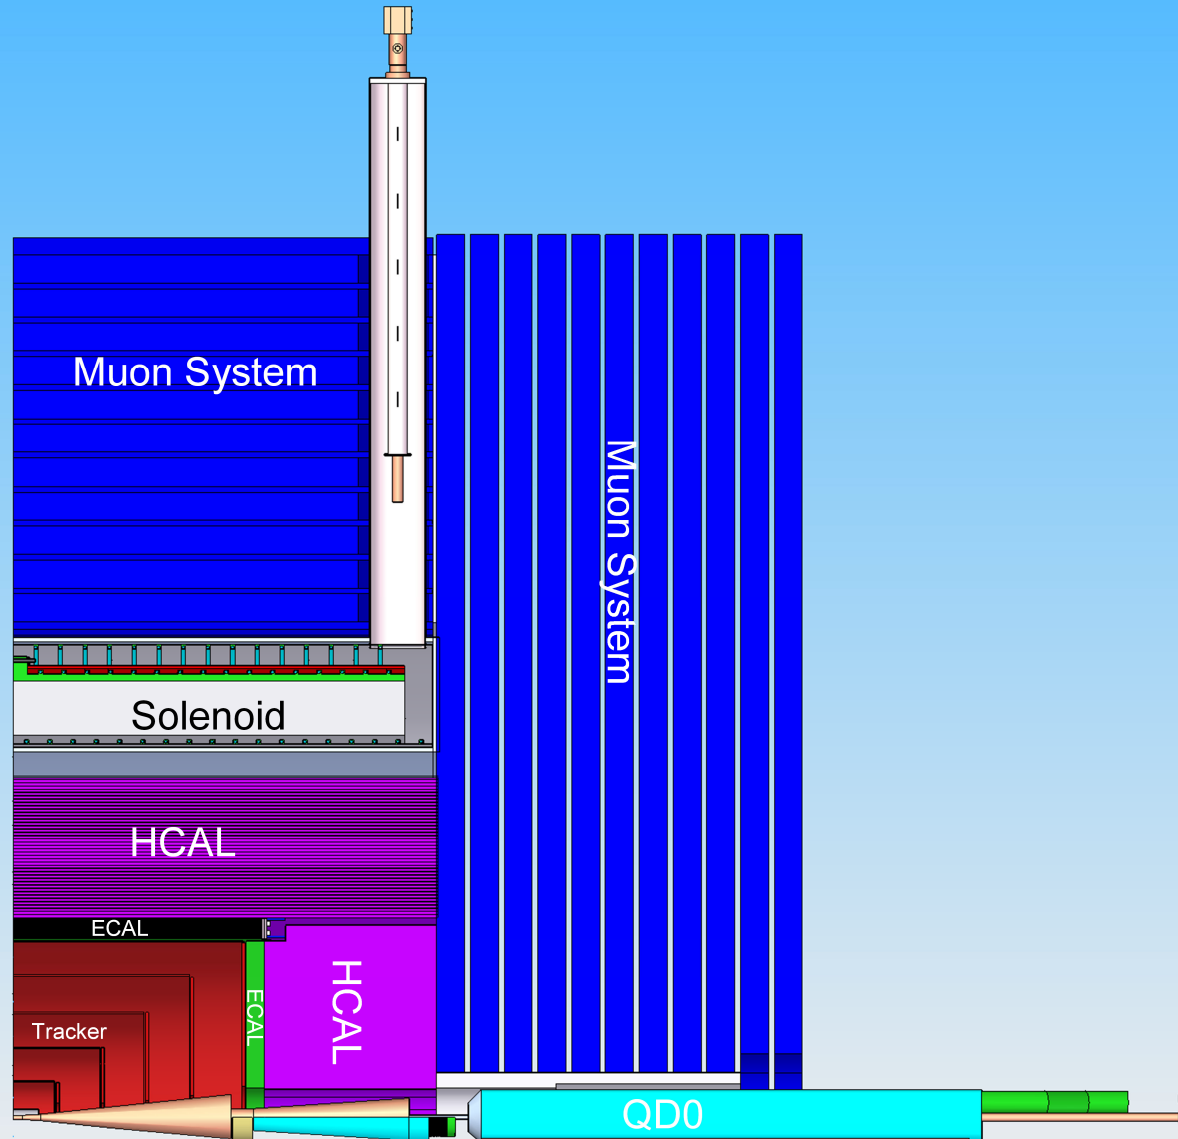 Muon System
Muon System
Solenoid
HCAL
ECAL
HCAL
ECAL
Tracker
QD0